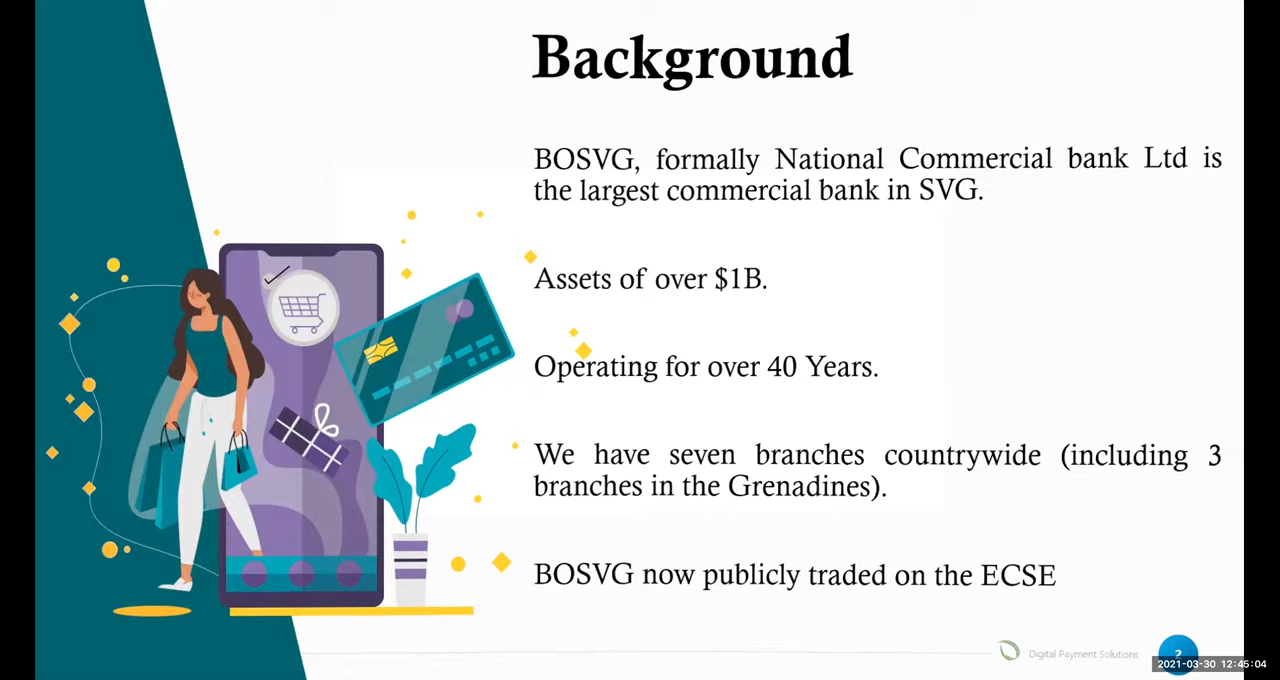 Background
BOSVG, formally National Commercial bank Ltd is
the largest commercial bank in SVG.
Assets of over $1B.
Operating for over 40 Years.
We have seven branches countrywide (including 3
branches in the Grenadines).
BOSVG now publicly traded on the ECSE
Digital Payment Solutions
2021-03-30 12:45:04